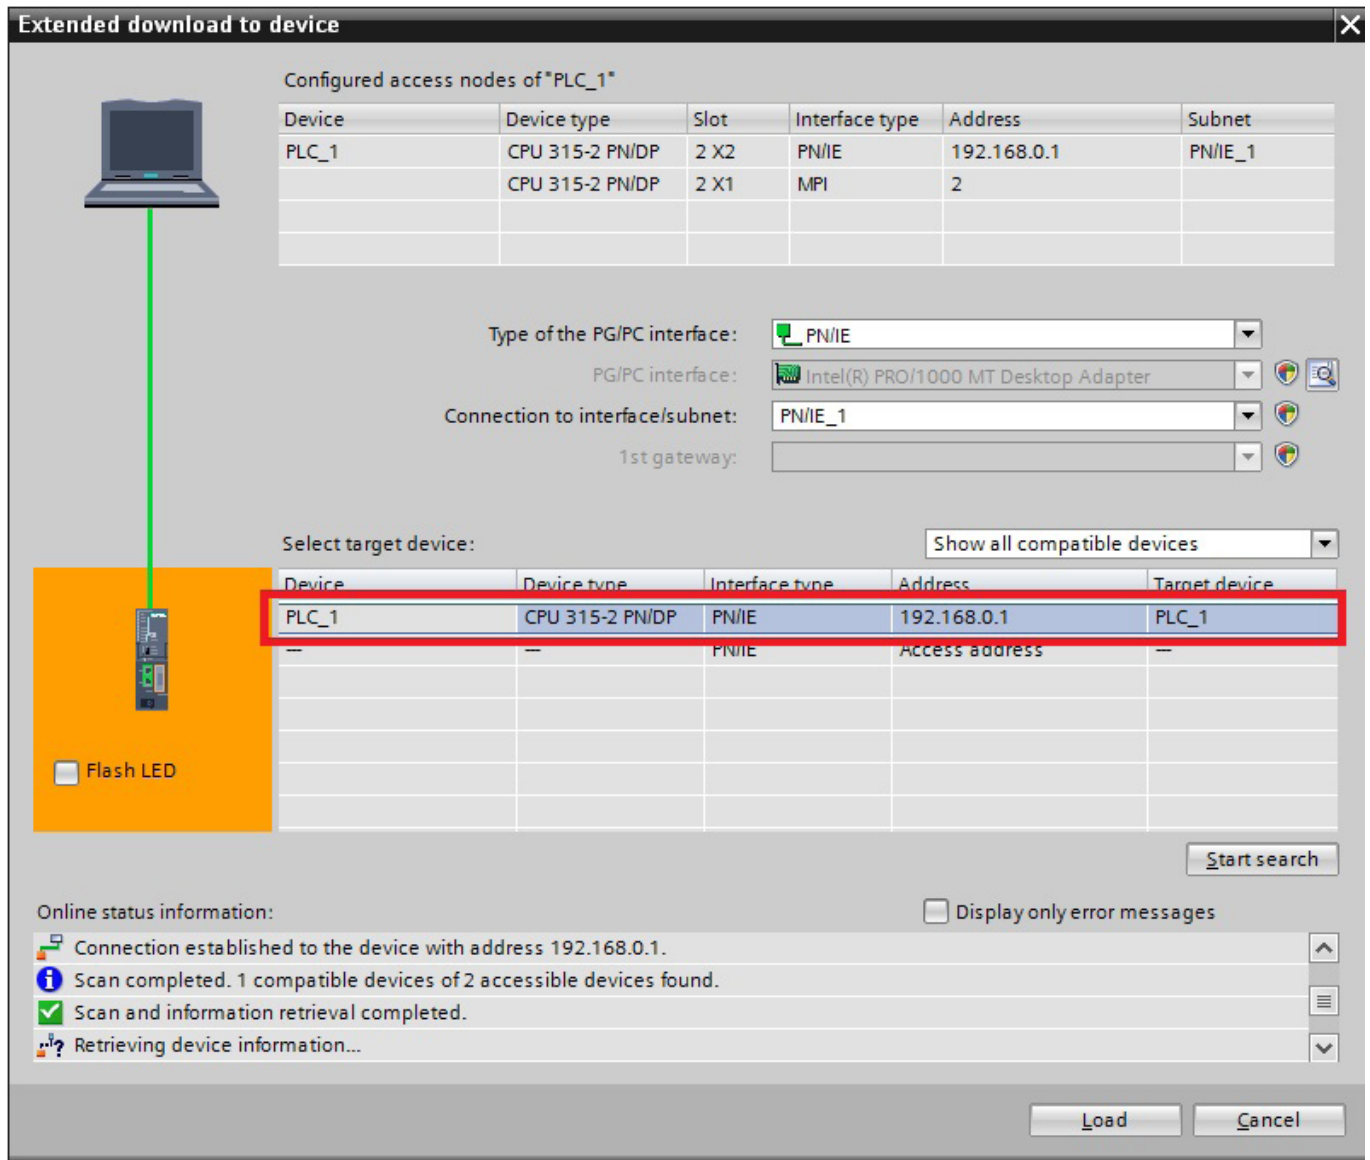 Extended download to device
Configured access nodes of "PLC_1"
Device Device type Slot Interface type Address Subnet
PLC_1 CPU 315-2 PN/DP 2 X2 PN/IE 192.168.0.1 PN/IE_1
CPU 315-2 PN/DP 2 X1 MPI 2
Type of the PG/PC interface: PN/IE
PG/PC interface: Intel(R) PRO/1000 MT Desktop Adapter
Connection to interface/subnet: PN/IE_1
1st gateway:
Select target device: Show all compatible devices
Device Device type Interface type Address Target device
PLC_1 CPU 315-2 PN/DP PN/IE 192.168.0.1 PLC_1
--- --- PN/IE Access address ---
Flash LED
Start search
Online status information: Display only error messages
Connection established to the device with address 192.168.0.1.
Scan completed. 1 compatible devices of 2 accessible devices found.
Scan and information retrieval completed.
Retrieving device information...
Load Cancel